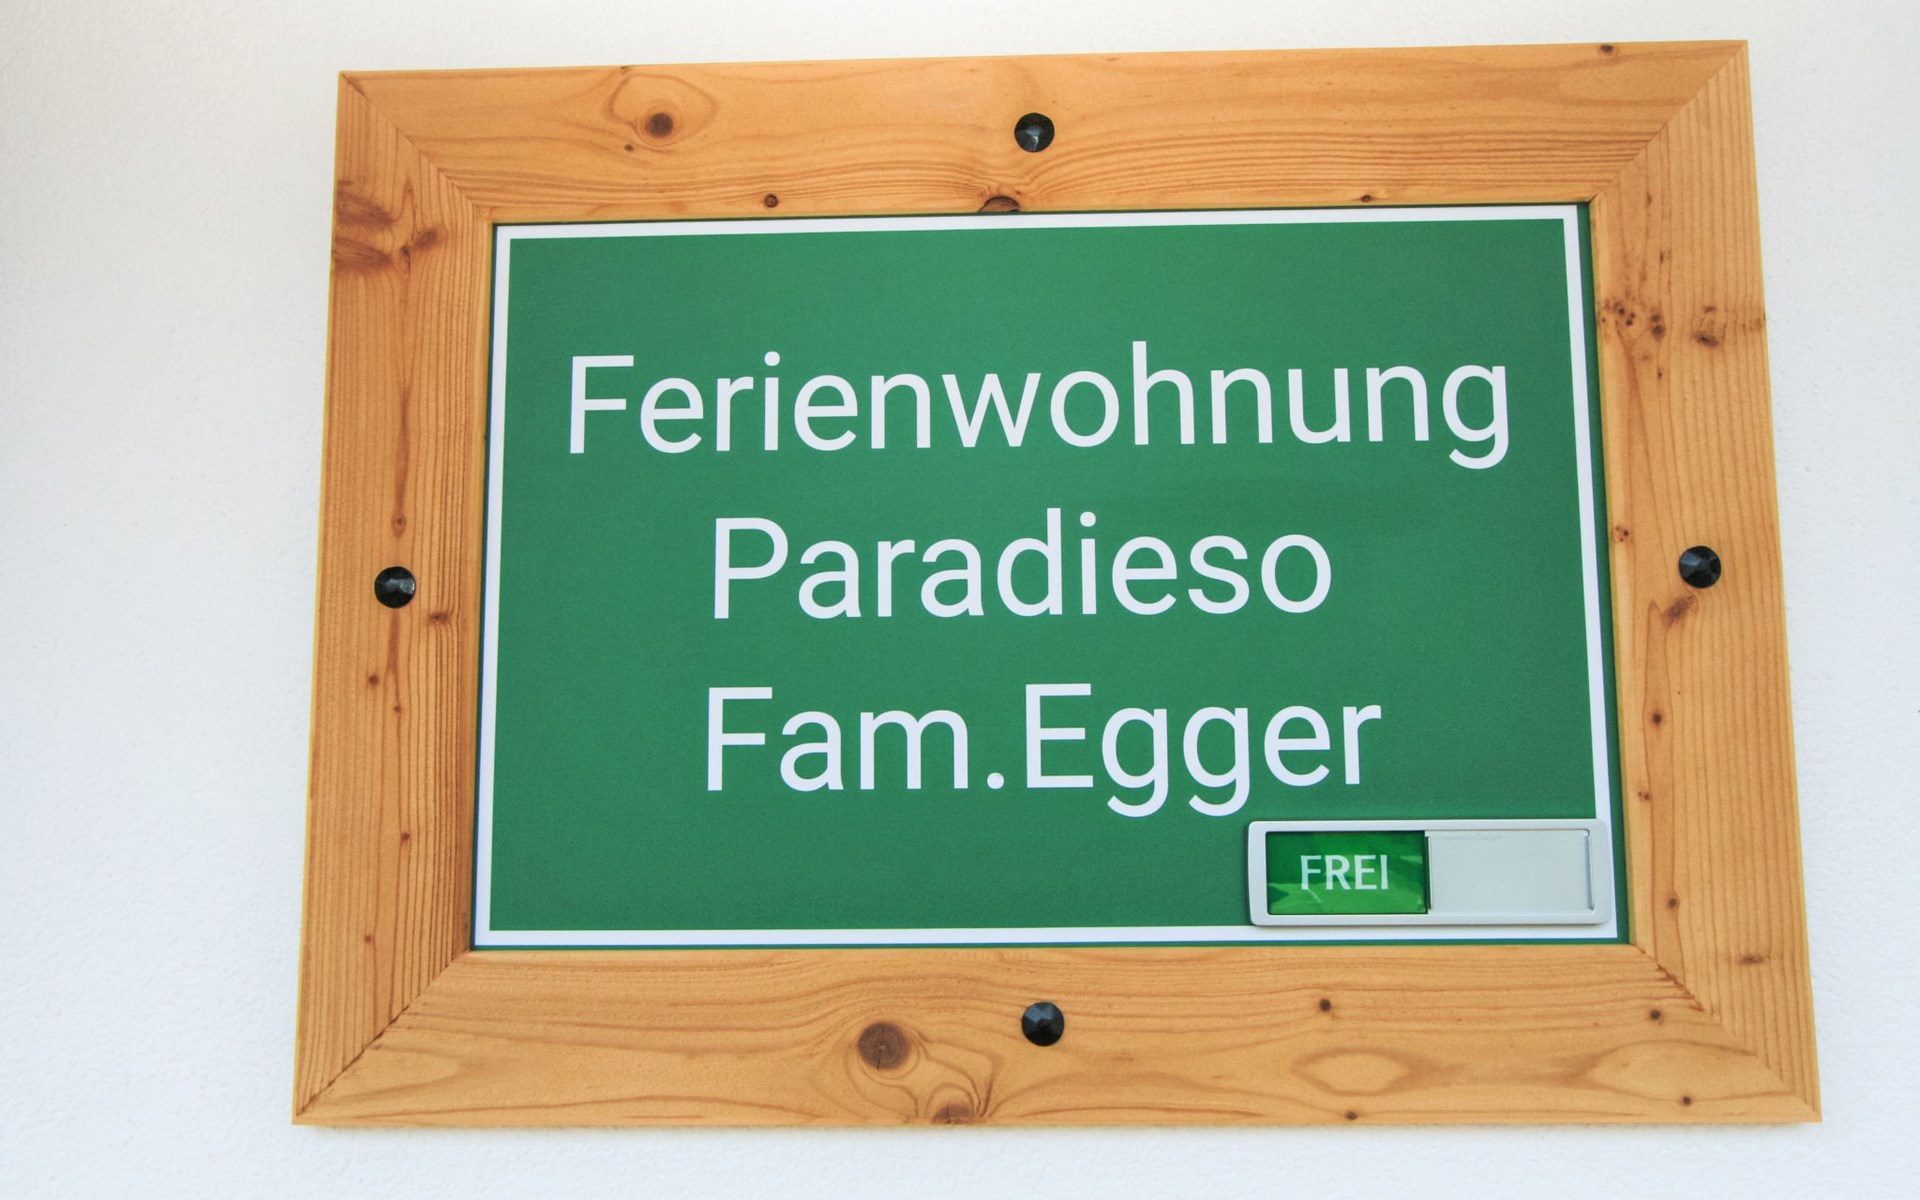 Ferienwohnung
Paradieso
Fam.Egger
FREI